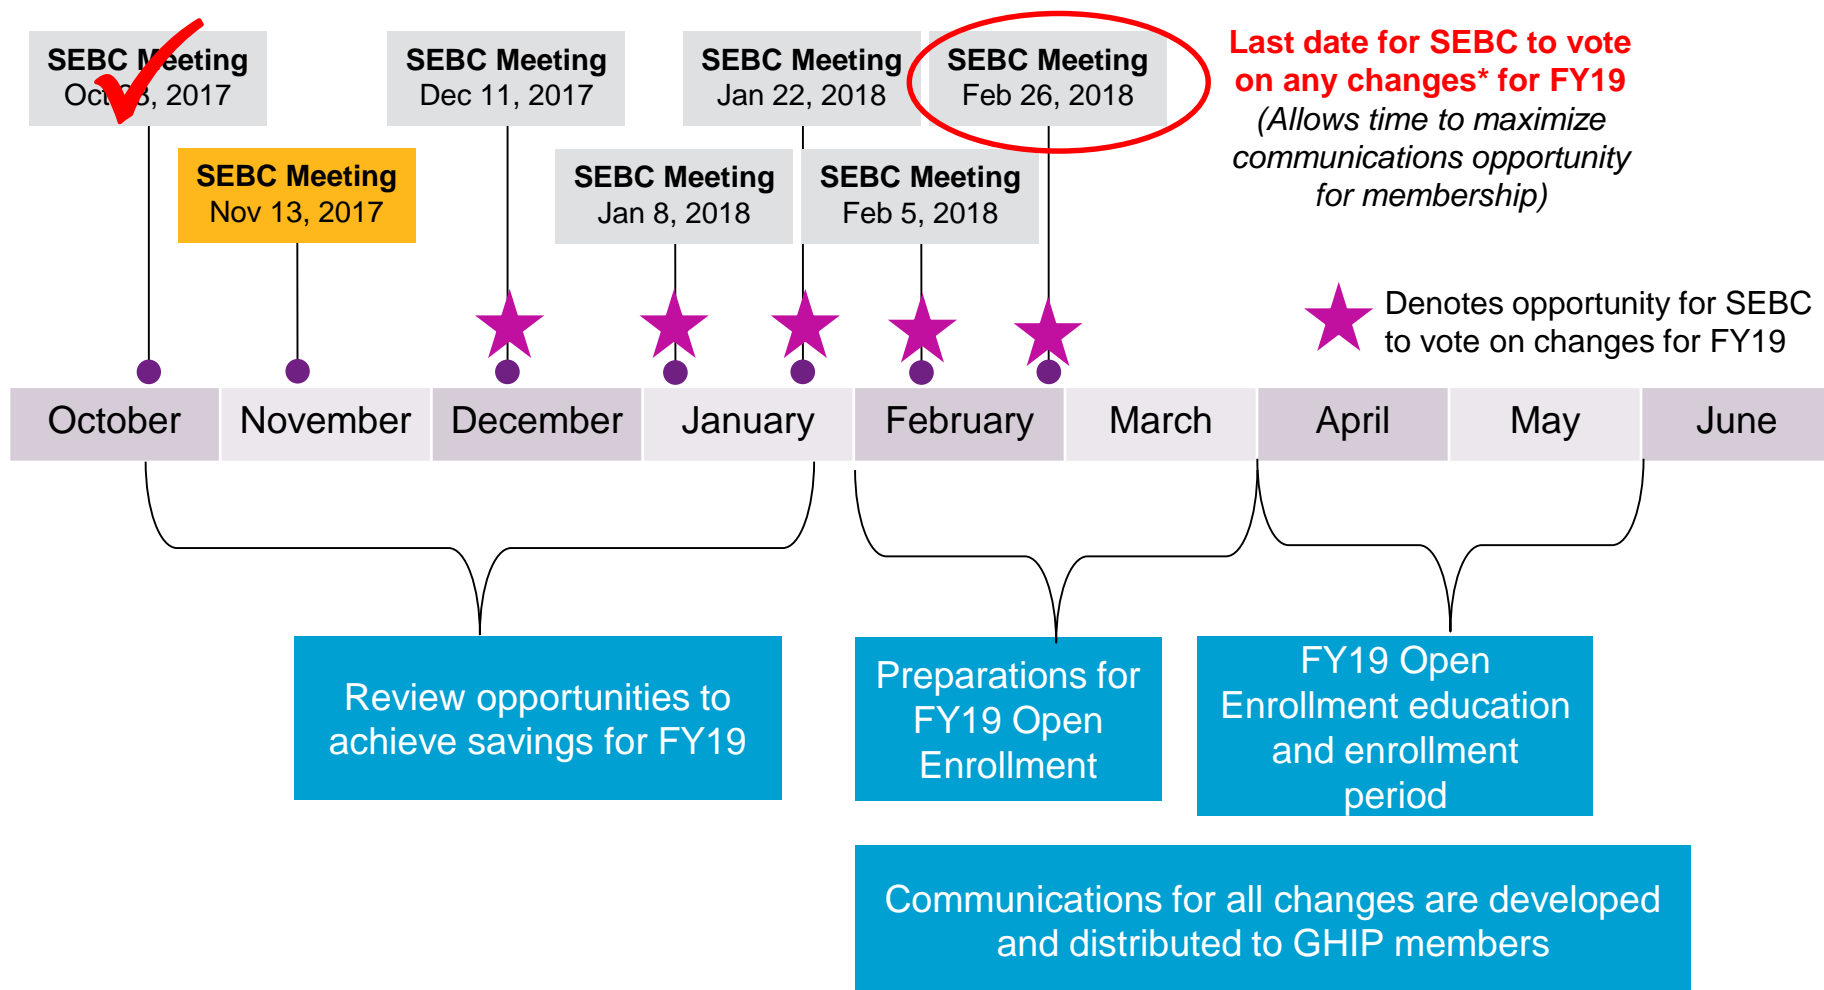 SEBC Meeting
Oct 23, 2017
SEBC Meeting
Dec 11, 2017
SEBC Meeting
Jan 22, 2018
SEBC Meeting
Feb 26, 2018
Last date for SEBC to vote
on any changes* for FY19
(Allows time to maximize
communications opportunity
for membership)
SEBC Meeting
Nov 13, 2017
SEBC Meeting
Jan 8, 2018
SEBC Meeting
Feb 5, 2018
Denotes opportunity for SEBC
to vote on changes for FY19
October
November
December
January
February
March
April
May
June
Review opportunities to
achieve savings for FY19
Preparations for
FY19 Open
Enrollment
FY19 Open
Enrollment education
and enrollment
period
Communications for all changes are developed
and distributed to GHIP members